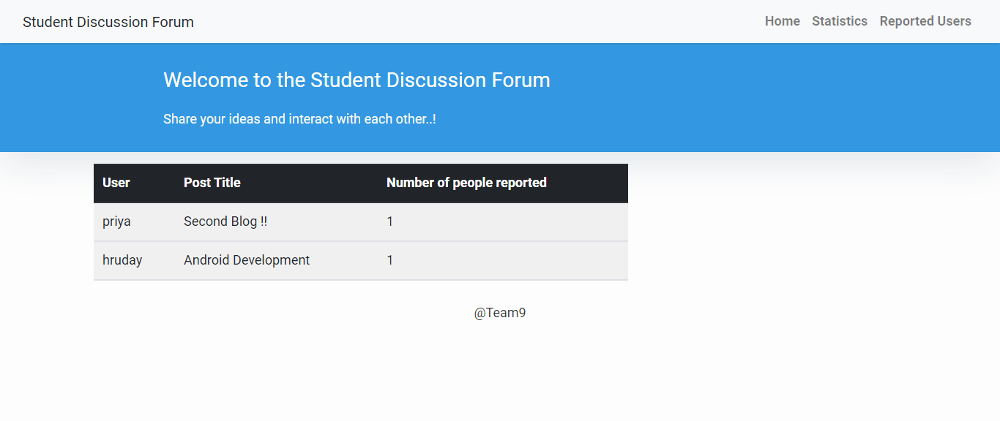 Student Discussion Forum Home Statistics Reported Users
Welcome to the Student Discussion Forum
Share your ideas and interact with each other..!
User Post Title Number of people reported
priya Second Blog !! 1
hruday Android Development 1
@Team9